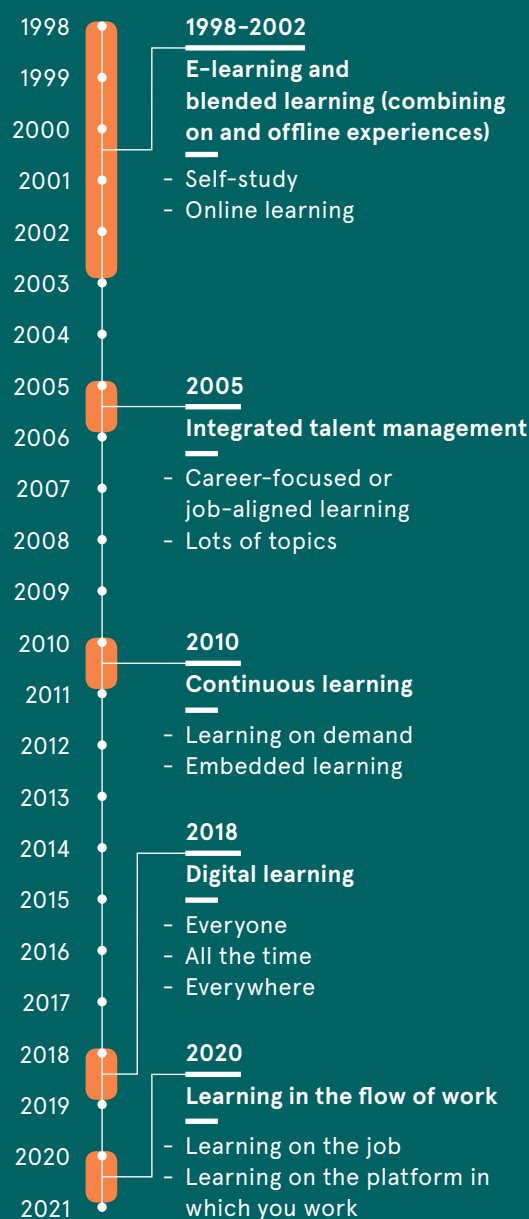 1998
1999
2000
2001
2002
2003
2004
2005
2006
2007
2008
2009
2010
2011
2012
2013
2014
2015
2016
2017
2018
2019
2020
2021
1998-2002
E-learning and
blended learning (combining
on and offline experiences)
- Self-study
- Online learning
2005
Integrated talent management
- Career-focused or
job-aligned learning
- Lots of topics
2010
Continuous learning
- Learning on demand
- Embedded learning
2018
Digital learning
- Everyone
- All the time
- Everywhere
2020
Learning in the flow of work
- Learning on the job
- Learning on the platform in
which you work